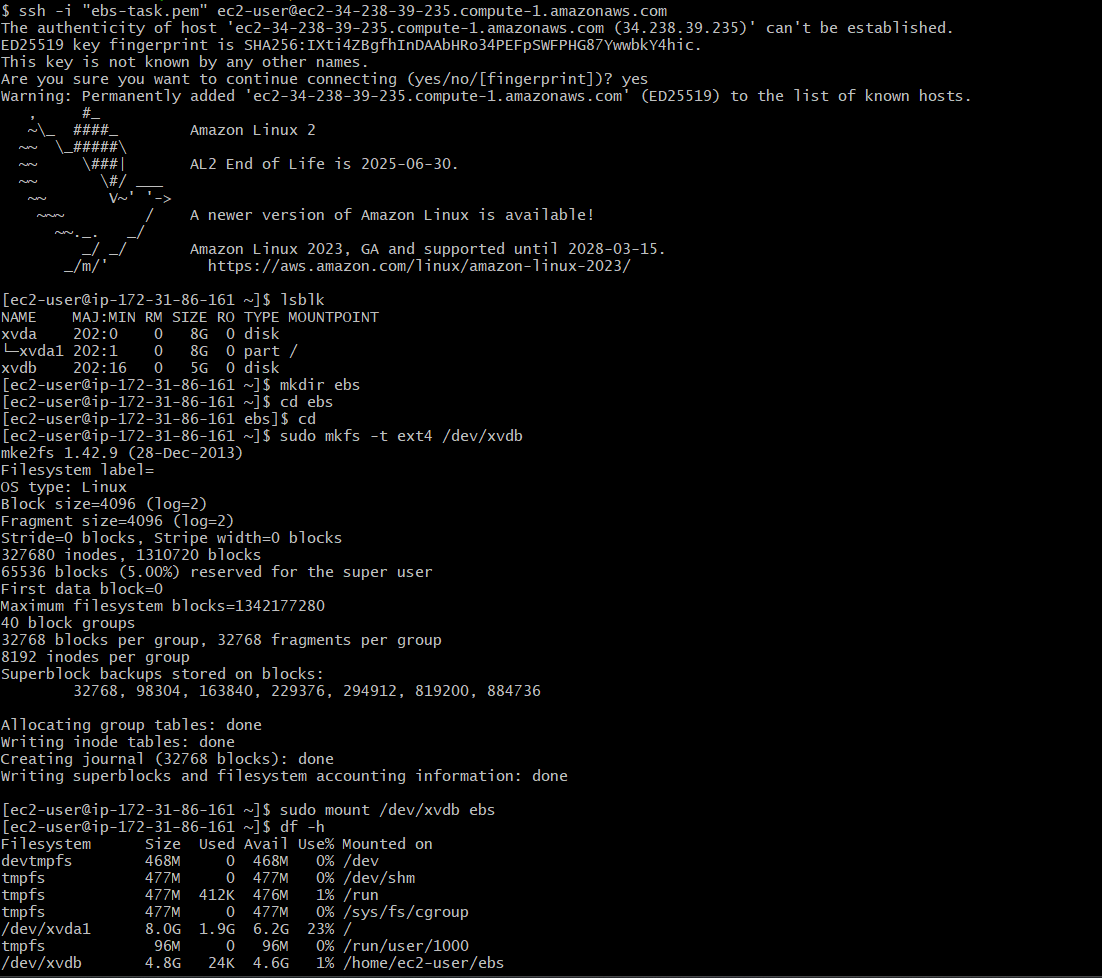 $ ssh -i "ebs-task.pem" ec2-user@ec2-34-238-39-235.compute-1.amazonaws.com
The authenticity of host 'ec2-34-238-39-235.compute-1.amazonaws.com (34.238.39.235)' can't be established.
ED25519 key fingerprint is SHA256:IXti4ZBgfhInDAAbHRo34PEFpSWFPHG87YwwbkY4hic.
This key is not known by any other names.
Are you sure you want to continue connecting (yes/no/[fingerprint])? yes
Warning: Permanently added 'ec2-34-238-39-235.compute-1.amazonaws.com' (ED25519) to the list of known hosts.
   ,     #_
   ~\_  ####_        Amazon Linux 2
  ~~  \_#####\
  ~~     \###|       AL2 End of Life is 2025-06-30.
  ~~       \#/ ___
   ~~       V~' '->
    ~~~         /    A newer version of Amazon Linux is available!
      ~~._.   _/
         _/ _/       Amazon Linux 2023, GA and supported until 2028-03-15.
       _/m/'           https://aws.amazon.com/linux/amazon-linux-2023/
[ec2-user@ip-172-31-86-161 ~]$ lsblk
NAME    MAJ:MIN RM SIZE RO TYPE MOUNTPOINT
xvda    202:0    0   8G  0 disk
└─xvda1 202:1    0   8G  0 part /
xvdb    202:16   0   5G  0 disk
[ec2-user@ip-172-31-86-161 ~]$ mkdir ebs
[ec2-user@ip-172-31-86-161 ~]$ cd ebs
[ec2-user@ip-172-31-86-161 ebs]$ cd
[ec2-user@ip-172-31-86-161 ~]$ sudo mkfs -t ext4 /dev/xvdb
mke2fs 1.42.9 (28-Dec-2013)
Filesystem label=
OS type: Linux
Block size=4096 (log=2)
Fragment size=4096 (log=2)
Stride=0 blocks, Stripe width=0 blocks
327680 inodes, 1310720 blocks
65536 blocks (5.00%) reserved for the super user
First data block=0
Maximum filesystem blocks=1342177280
40 block groups
32768 blocks per group, 32768 fragments per group
8192 inodes per group
Superblock backups stored on blocks:
        32768, 98304, 163840, 229376, 294912, 819200, 884736
Allocating group tables: done
Writing inode tables: done
Creating journal (32768 blocks): done
Writing superblocks and filesystem accounting information: done
[ec2-user@ip-172-31-86-161 ~]$ sudo mount /dev/xvdb ebs
[ec2-user@ip-172-31-86-161 ~]$ df -h
Filesystem      Size  Used Avail Use% Mounted on
devtmpfs        468M     0  468M   0% /dev
tmpfs           477M     0  477M   0% /dev/shm
tmpfs           477M  412K  476M   1% /run
tmpfs           477M     0  477M   0% /sys/fs/cgroup
/dev/xvda1      8.0G  1.9G  6.2G  23% /
tmpfs            96M     0   96M   0% /run/user/1000
/dev/xvdb       4.8G   24K  4.6G   1% /home/ec2-user/ebs